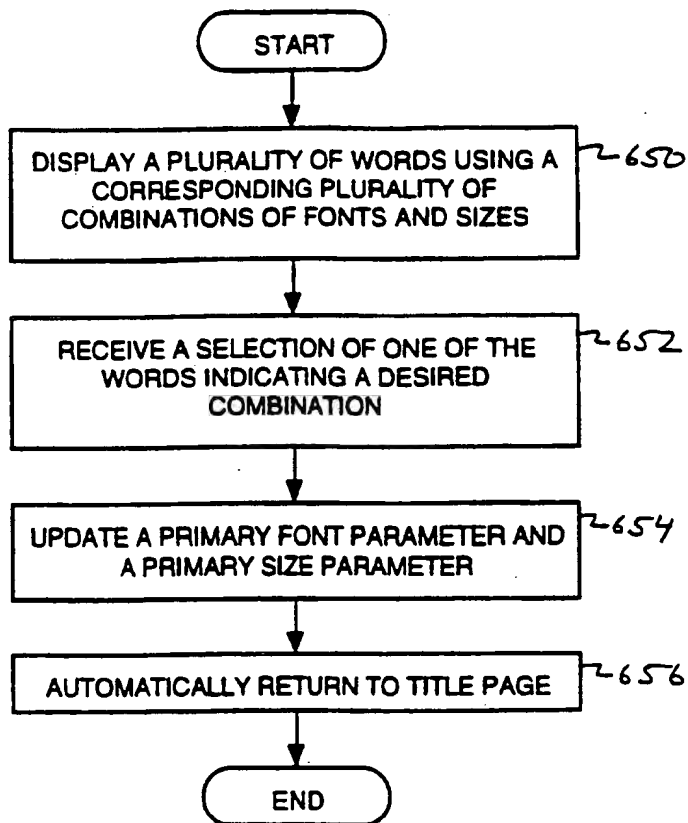 START
DISPLAY A PLURALITY OF WORDS USING A
CORRESPONDING PLURALITY OF
COMBINATIONS OF FONTS AND SIZES
650
RECEIVE A SELECTION OF ONE OF THE
WORDS INDICATING A DESIRED
COMBINATION
652
UPDATE A PRIMARY FONT PARAMETER AND
A PRIMARY SIZE PARAMETER
654
AUTOMATICALLY RETURN TO TITLE PAGE
656
END